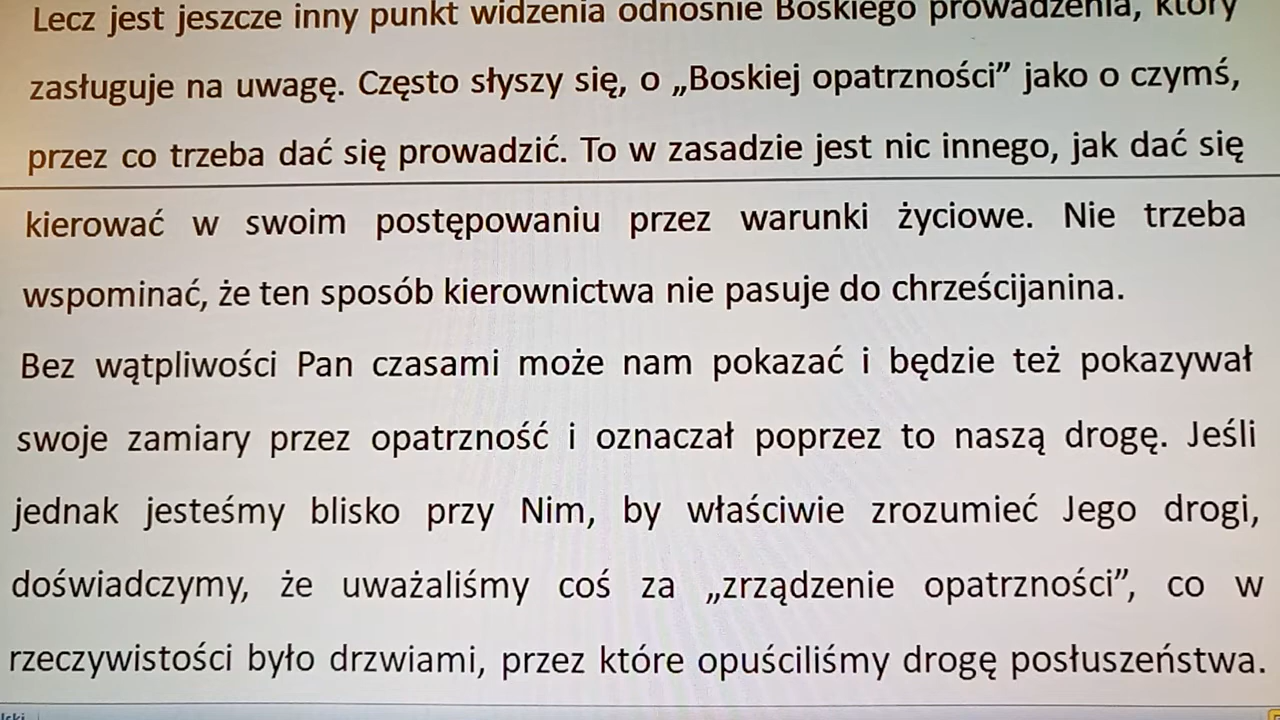 Lecz jest jeszcze inny punkt widzenia odnośnie Boskiego prowadzenia, który
zasługuje na uwagę. Często słyszy się, o „Boskiej opatrzności” jako o czymś,
przez co trzeba dać się prowadzić. To w zasadzie jest nic innego, jak dać się
kierować w swoim postępowaniu przez warunki życiowe. Nie trzeba
wspominać, że ten sposób kierownictwa nie pasuje do chrześcijanina.
Bez wątpliwości Pan czasami może nam pokazać i będzie też pokazywał
swoje zamiary przez opatrzność i oznaczał poprzez to naszą drogę. Jeśli
jednak jesteśmy blisko przy Nim, by właściwie zrozumieć Jego drogi,
doświadczymy, że uważaliśmy coś za „zrządzenie opatrzności”, co w
rzeczywistości było drzwiami, przez które opuściliśmy drogę posłuszeństwa.